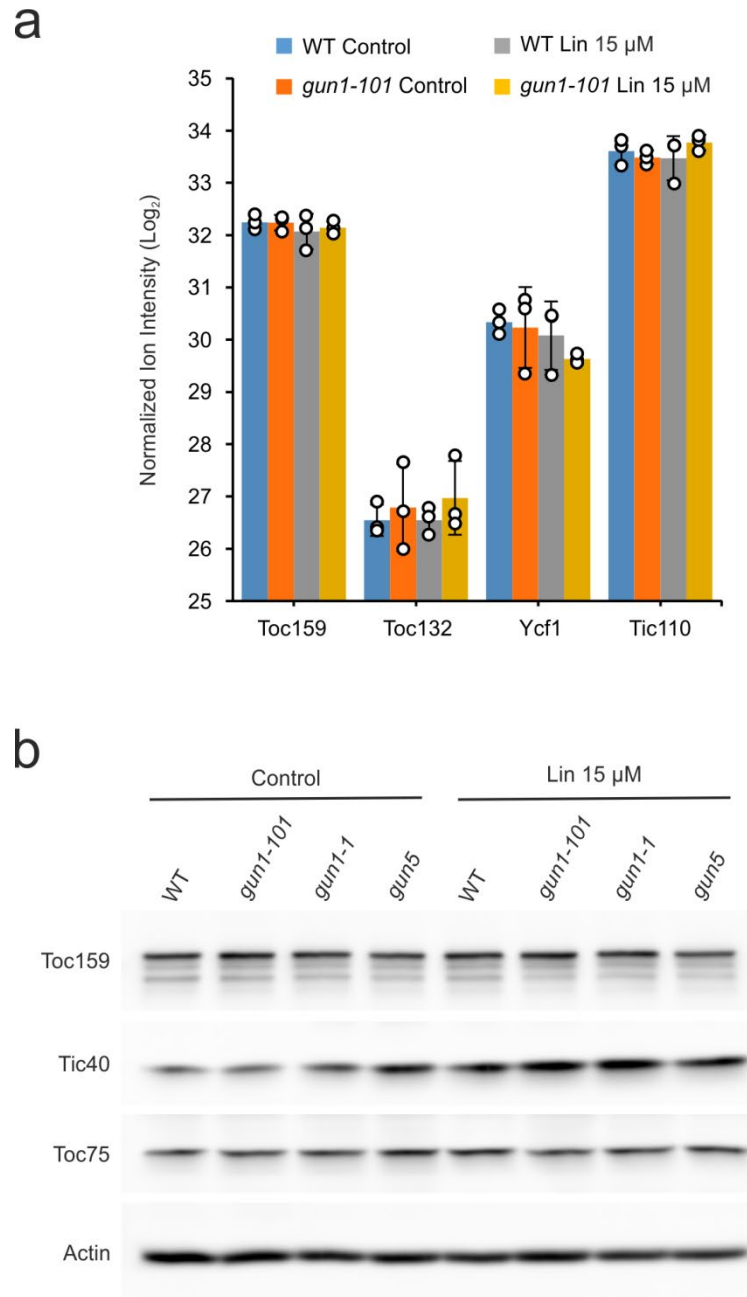 a
WT Control
WT Lin 15 µM
gun1-101 Control
gun1-101 Lin 15 µM
Normalized Ion Intensity (Log₂)
35
34
33
32
31
30
29
28
27
26
25
Toc159 Toc132 Ycf1 Tic110
b
Control Lin 15 µM
WT gun1-101 gun1-1 gun5 WT gun1-101 gun1-1 gun5
Toc159
Tic40
Toc75
Actin